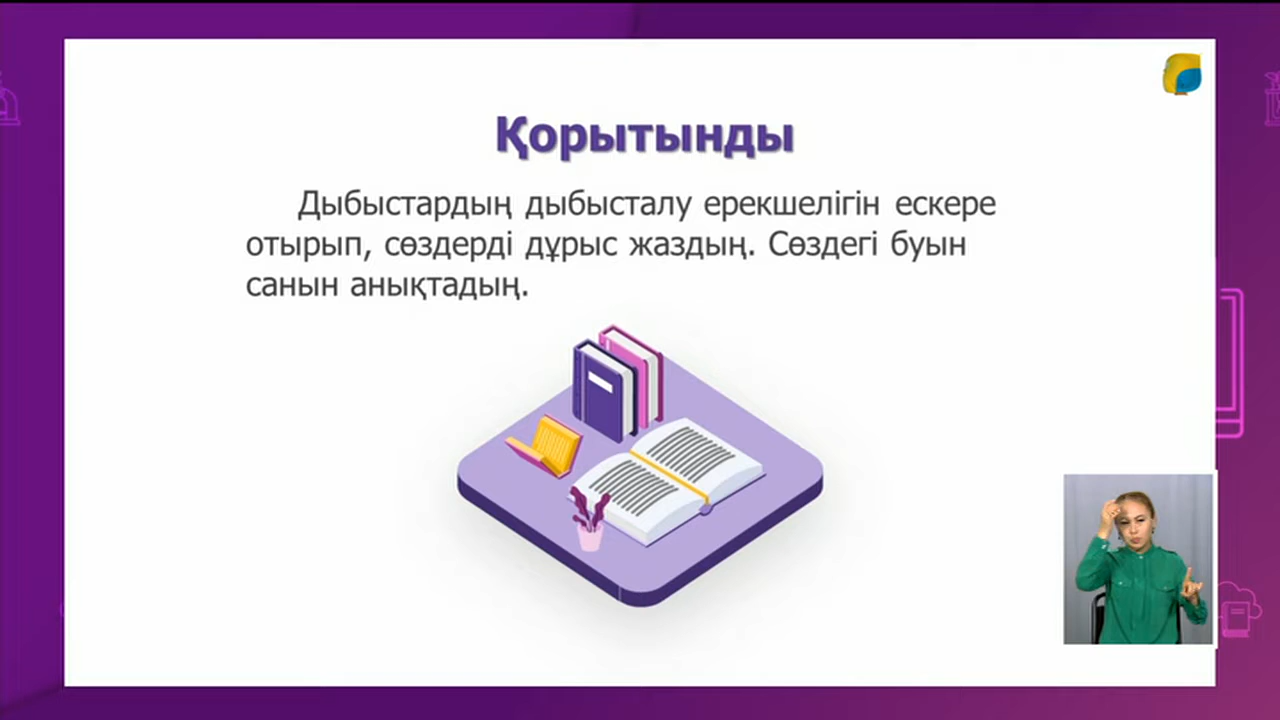 Қорытынды
Дыбыстардың дыбысталу ерекшелігін ескере
отырып, сөздерді дұрыс жаздың. Сөздегі буын
санын анықтадың.